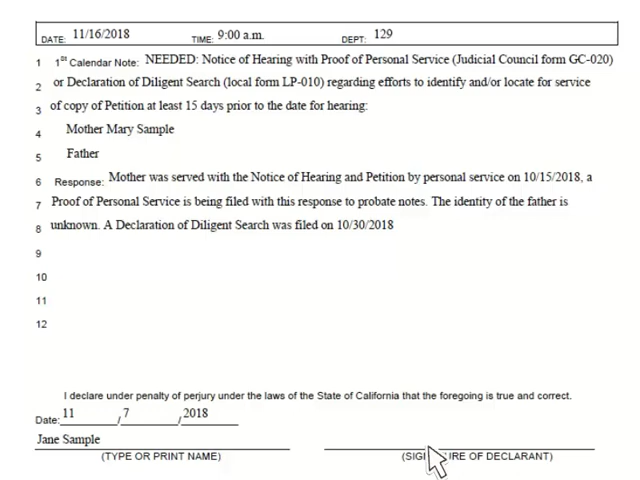 DATE: 11/16/2018 TIME: 9:00 a.m. DEPT: 129
1 1st Calendar Note: NEEDED: Notice of Hearing with Proof of Personal Service (Judicial Council form GC-020)
2 or Declaration of Diligent Search (local form LP-010) regarding efforts to identify and/or locate for service
3 of copy of Petition at least 15 days prior to the date for hearing:
4 Mother Mary Sample
5 Father
6 Response: Mother was served with the Notice of Hearing and Petition by personal service on 10/15/2018, a
7 Proof of Personal Service is being filed with this response to probate notes. The identity of the father is
8 unknown. A Declaration of Diligent Search was filed on 10/30/2018
9
10
11
12
I declare under penalty of perjury under the laws of the State of California that the foregoing is true and correct.
Date: 11 / 7 / 2018
Jane Sample
(TYPE OR PRINT NAME) (SIGNATURE OF DECLARANT)